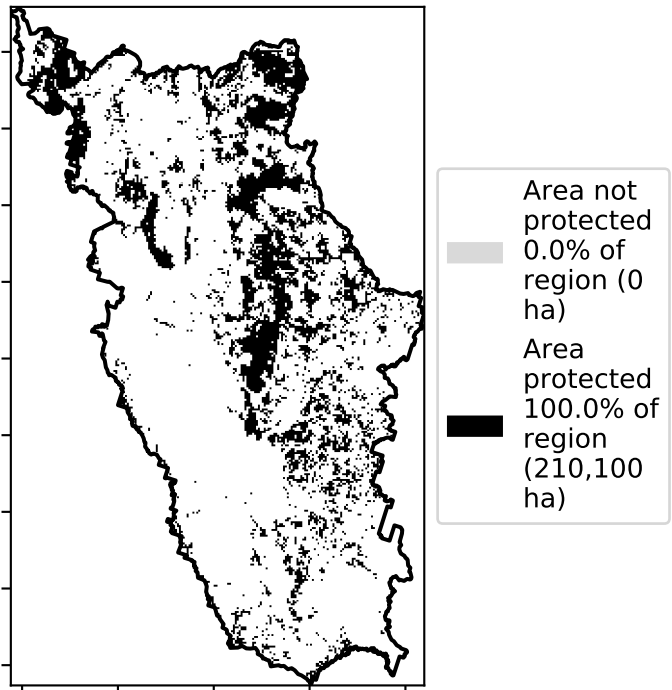 Area not
protected
0.0% of
region (0
ha)
Area
protected
100.0% of
region
(210,100
ha)